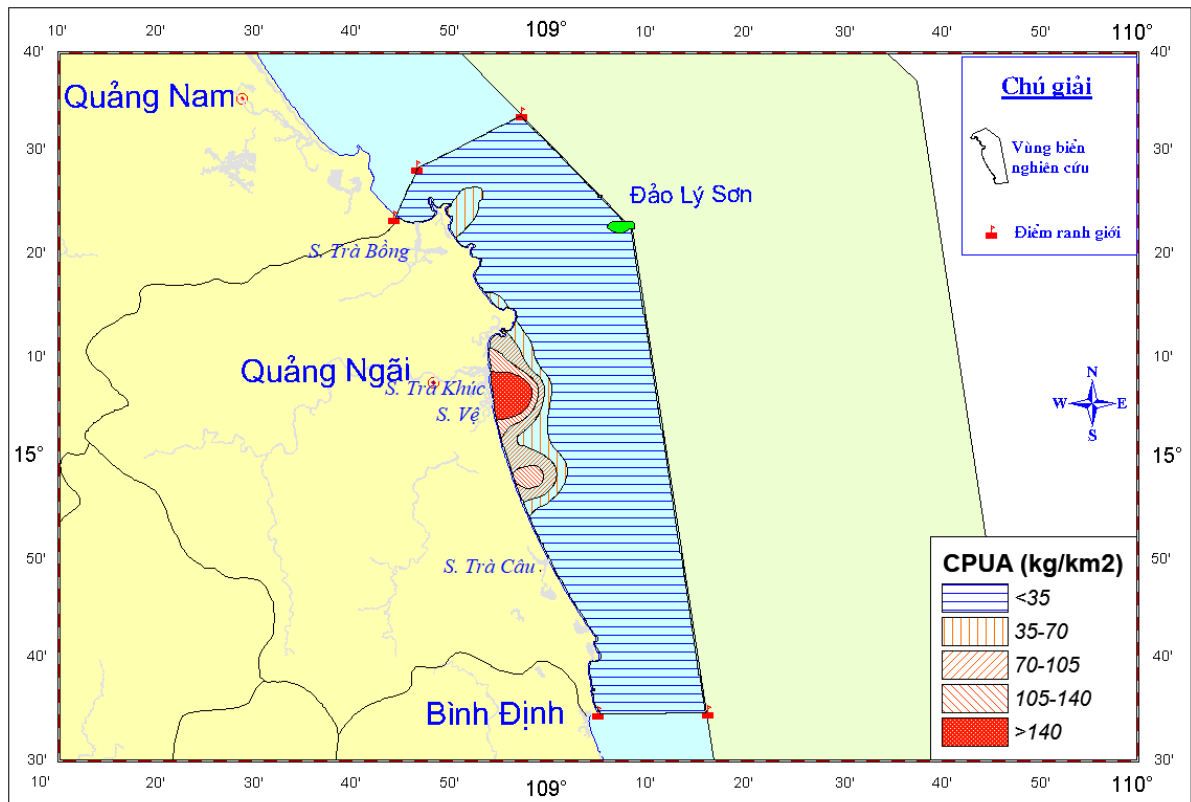 10' 20' 30' 40' 50' 109° 10' 20' 30' 40' 50' 110°
40' 40'
Chú giải
Quảng Nam
Vùng biển
nghiên cứu
30' 30'
Đảo Lý Sơn
Điểm ranh giới
S. Trà Bồng
20' 20'
10' 10'
Quảng Ngãi
S. Trà Khúc
S. Vệ
N
W E
S
15° 15°
50' 50'
S. Trà Câu
CPUA (kg/km2)
<35
35-70
70-105
105-140
>140
40' 40'
Bình Định
30' 30'
10' 20' 30' 40' 50' 109° 10' 20' 30' 40' 50' 110°